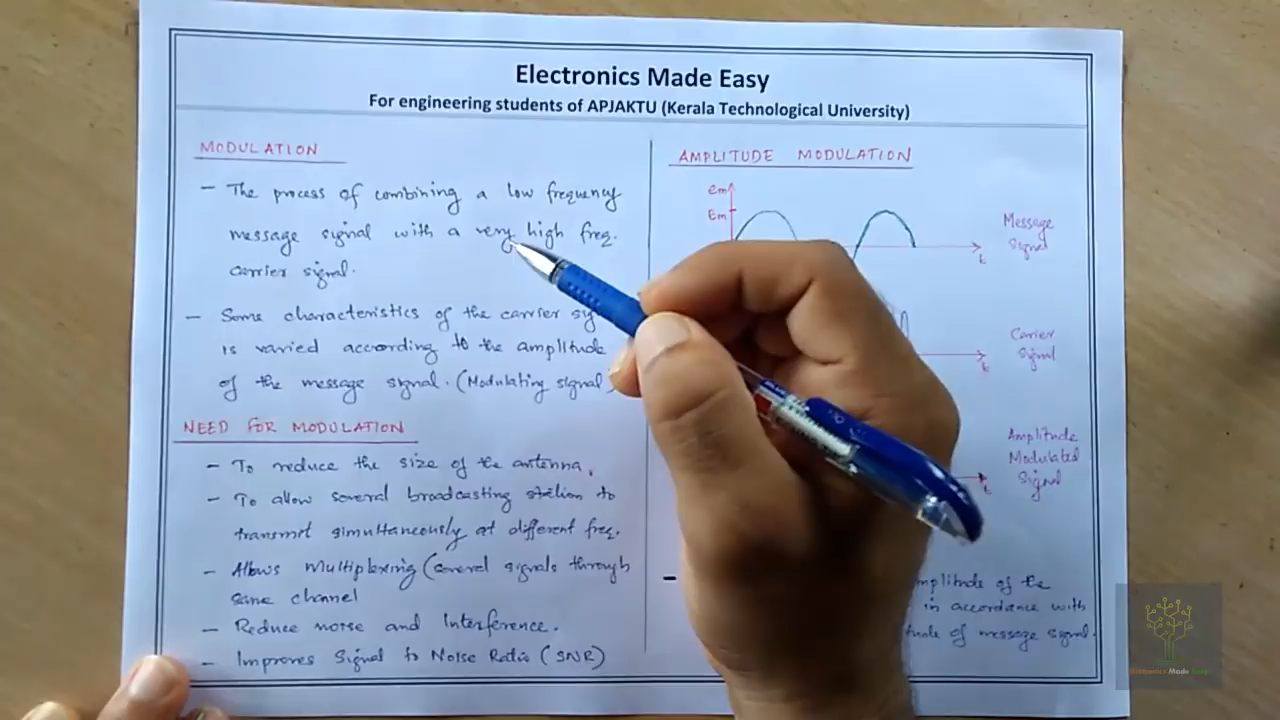 Electronics Made Easy
For engineering students of APJAKTU (Kerala Technological University)
MODULATION
- The process of combining a low frequency
message signal with a very high freq.
carrier signal.
- Some characteristics of the carrier
is varied according to the amplitude
of the message signal. (Modulating signal)
NEED FOR MODULATION
- To reduce the size of the antenna.
- To allow several broadcasting station to
transmit simultaneously at different freq.
- Allows Multiplexing (several signals through
same channel
- Reduce noise and Interference.
- Improves Signal to Noise Ratio (SNR)
AMPLITUDE MODULATION
em
Em
t
Message
Signal
t
Carrier
Signal
t
Amplitude
Modulated
Signal
-
mplitude of the
in accordance with
of message signal.
Made